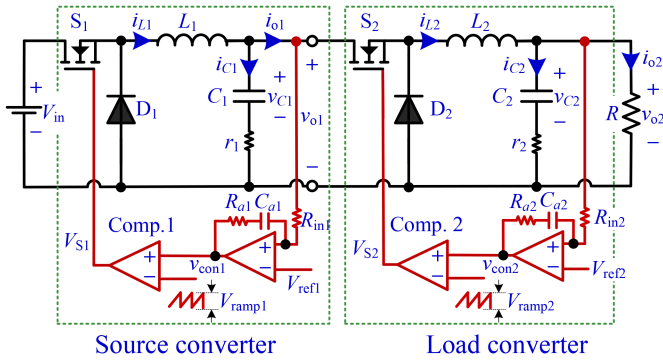 S1 iL1 L1 io1 S2 iL2 L2
+ iC1 + + iC2 + io2
Vin C1 vC1 C2 vC2 + 
− D1 − vo1 D2 − R vo2
r1 r2 −
−
Ra1 Ca1 Rin1 Ra2 Ca2 Rin2
Comp.1 Comp. 2
VS1 + + VS2 + +
− vcon1 − − vcon2 −
Vref1 Vref2
Vramp1 Vramp2
Source converter Load converter